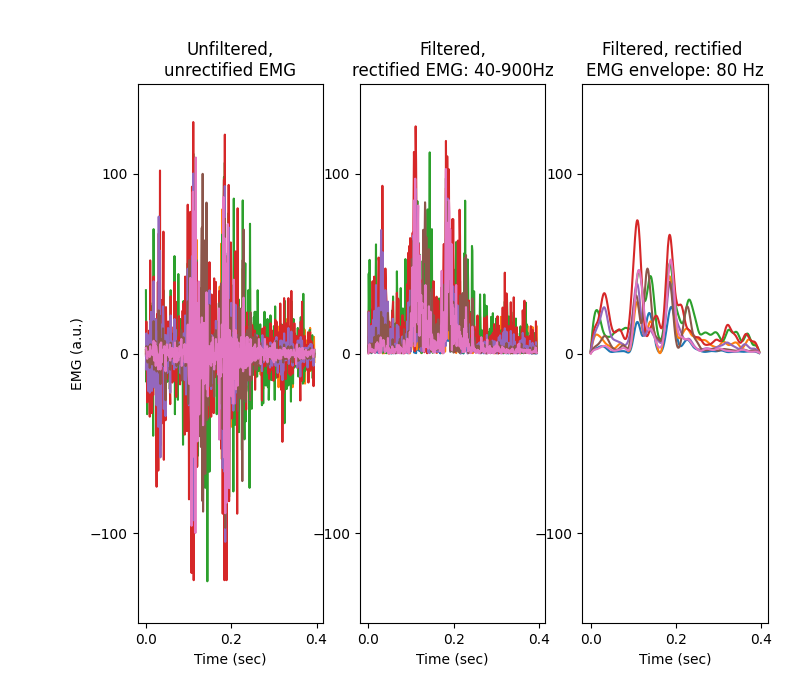 Unfiltered,
unrectified EMG
Filtered,
rectified EMG: 40-900Hz
Filtered, rectified
EMG envelope: 80 Hz
EMG (a.u.)
100
0
−100
0.0 0.2 0.4
Time (sec)
100
0
−100
0.0 0.2 0.4
Time (sec)
100
0
−100
0.0 0.2 0.4
Time (sec)